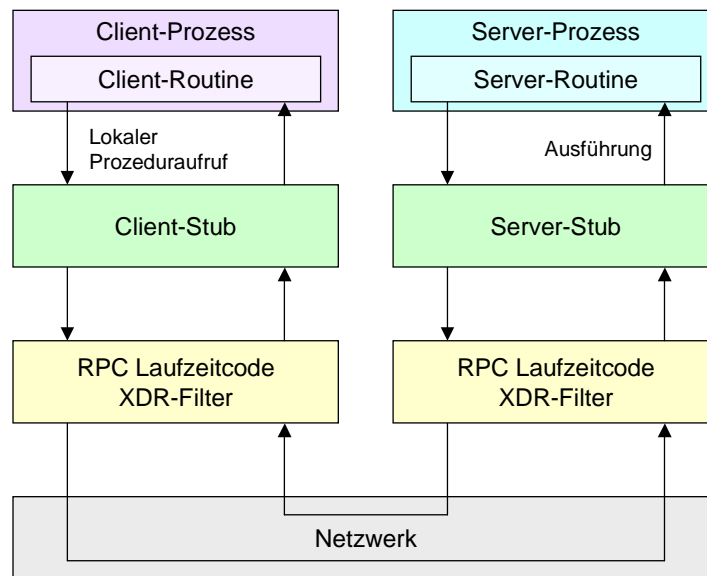 Client-Prozess
Server-Prozess
Client-Routine
Server-Routine
Lokaler
Prozeduraufruf
Ausführung
Client-Stub
Server-Stub
RPC Laufzeitcode
XDR-Filter
RPC Laufzeitcode
XDR-Filter
Netzwerk